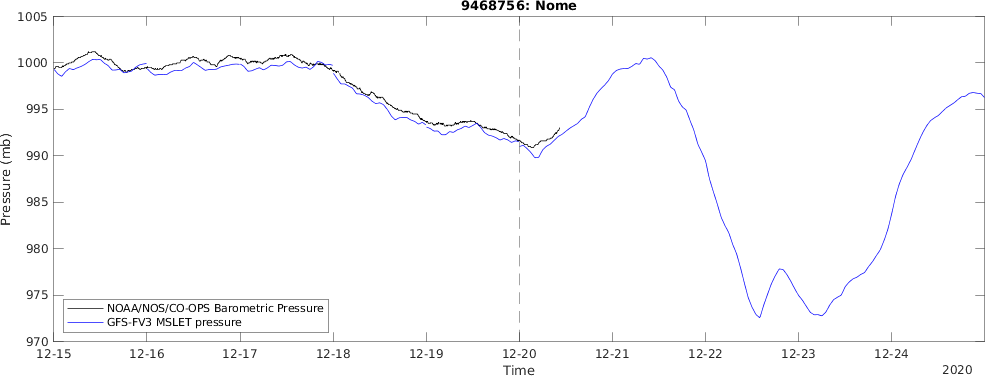 9468756: Nome
1005
1000
995
990
985
980
975
970
Pressure (mb)
NOAA/NOS/CO-OPS Barometric Pressure
GFS-FV3 MSLET pressure
12-15 12-16 12-17 12-18 12-19 12-20 12-21 12-22 12-23 12-24
Time
2020